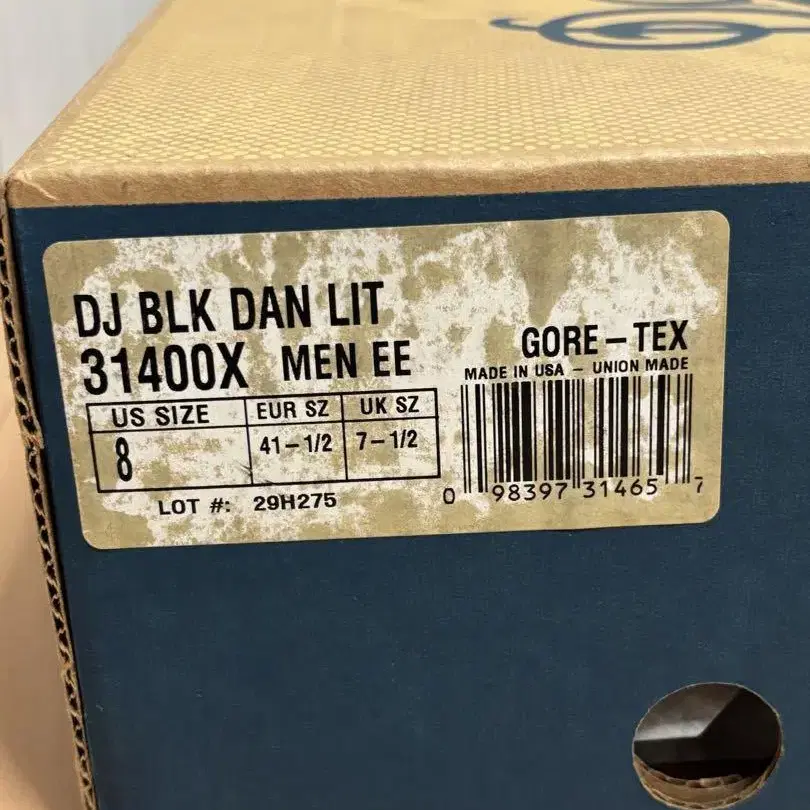 DJ BLK DAN LIT
31400X MEN EE
GORE-TEX
MADE IN USA - UNION MADE
US SIZE EUR SZ UK SZ
8 41-1/2 7-1/2
LOT #: 29H275
0 98397 31465 7